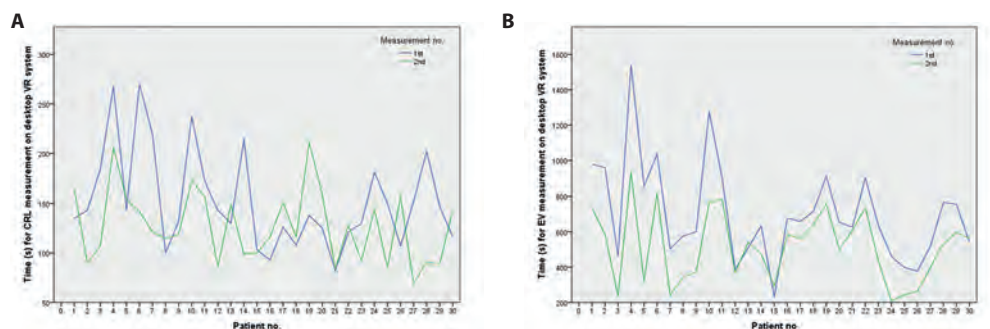 A
Time (s) for CRL measurement on desktop VR system
300
250
200
150
100
50
Measurement no.
1st
2nd
0 1 2 3 4 5 6 7 8 9 10 11 12 13 14 15 16 17 18 19 20 21 22 23 24 25 26 27 28 29 30
Patient no.
B
Time (s) for EV measurement on desktop VR system
1600
1400
1200
1000
800
600
400
200
Measurement no.
1st
2nd
0 1 2 3 4 5 6 7 8 9 10 11 12 13 14 15 16 17 18 19 20 21 22 23 24 25 26 27 28 29 30
Patient no.